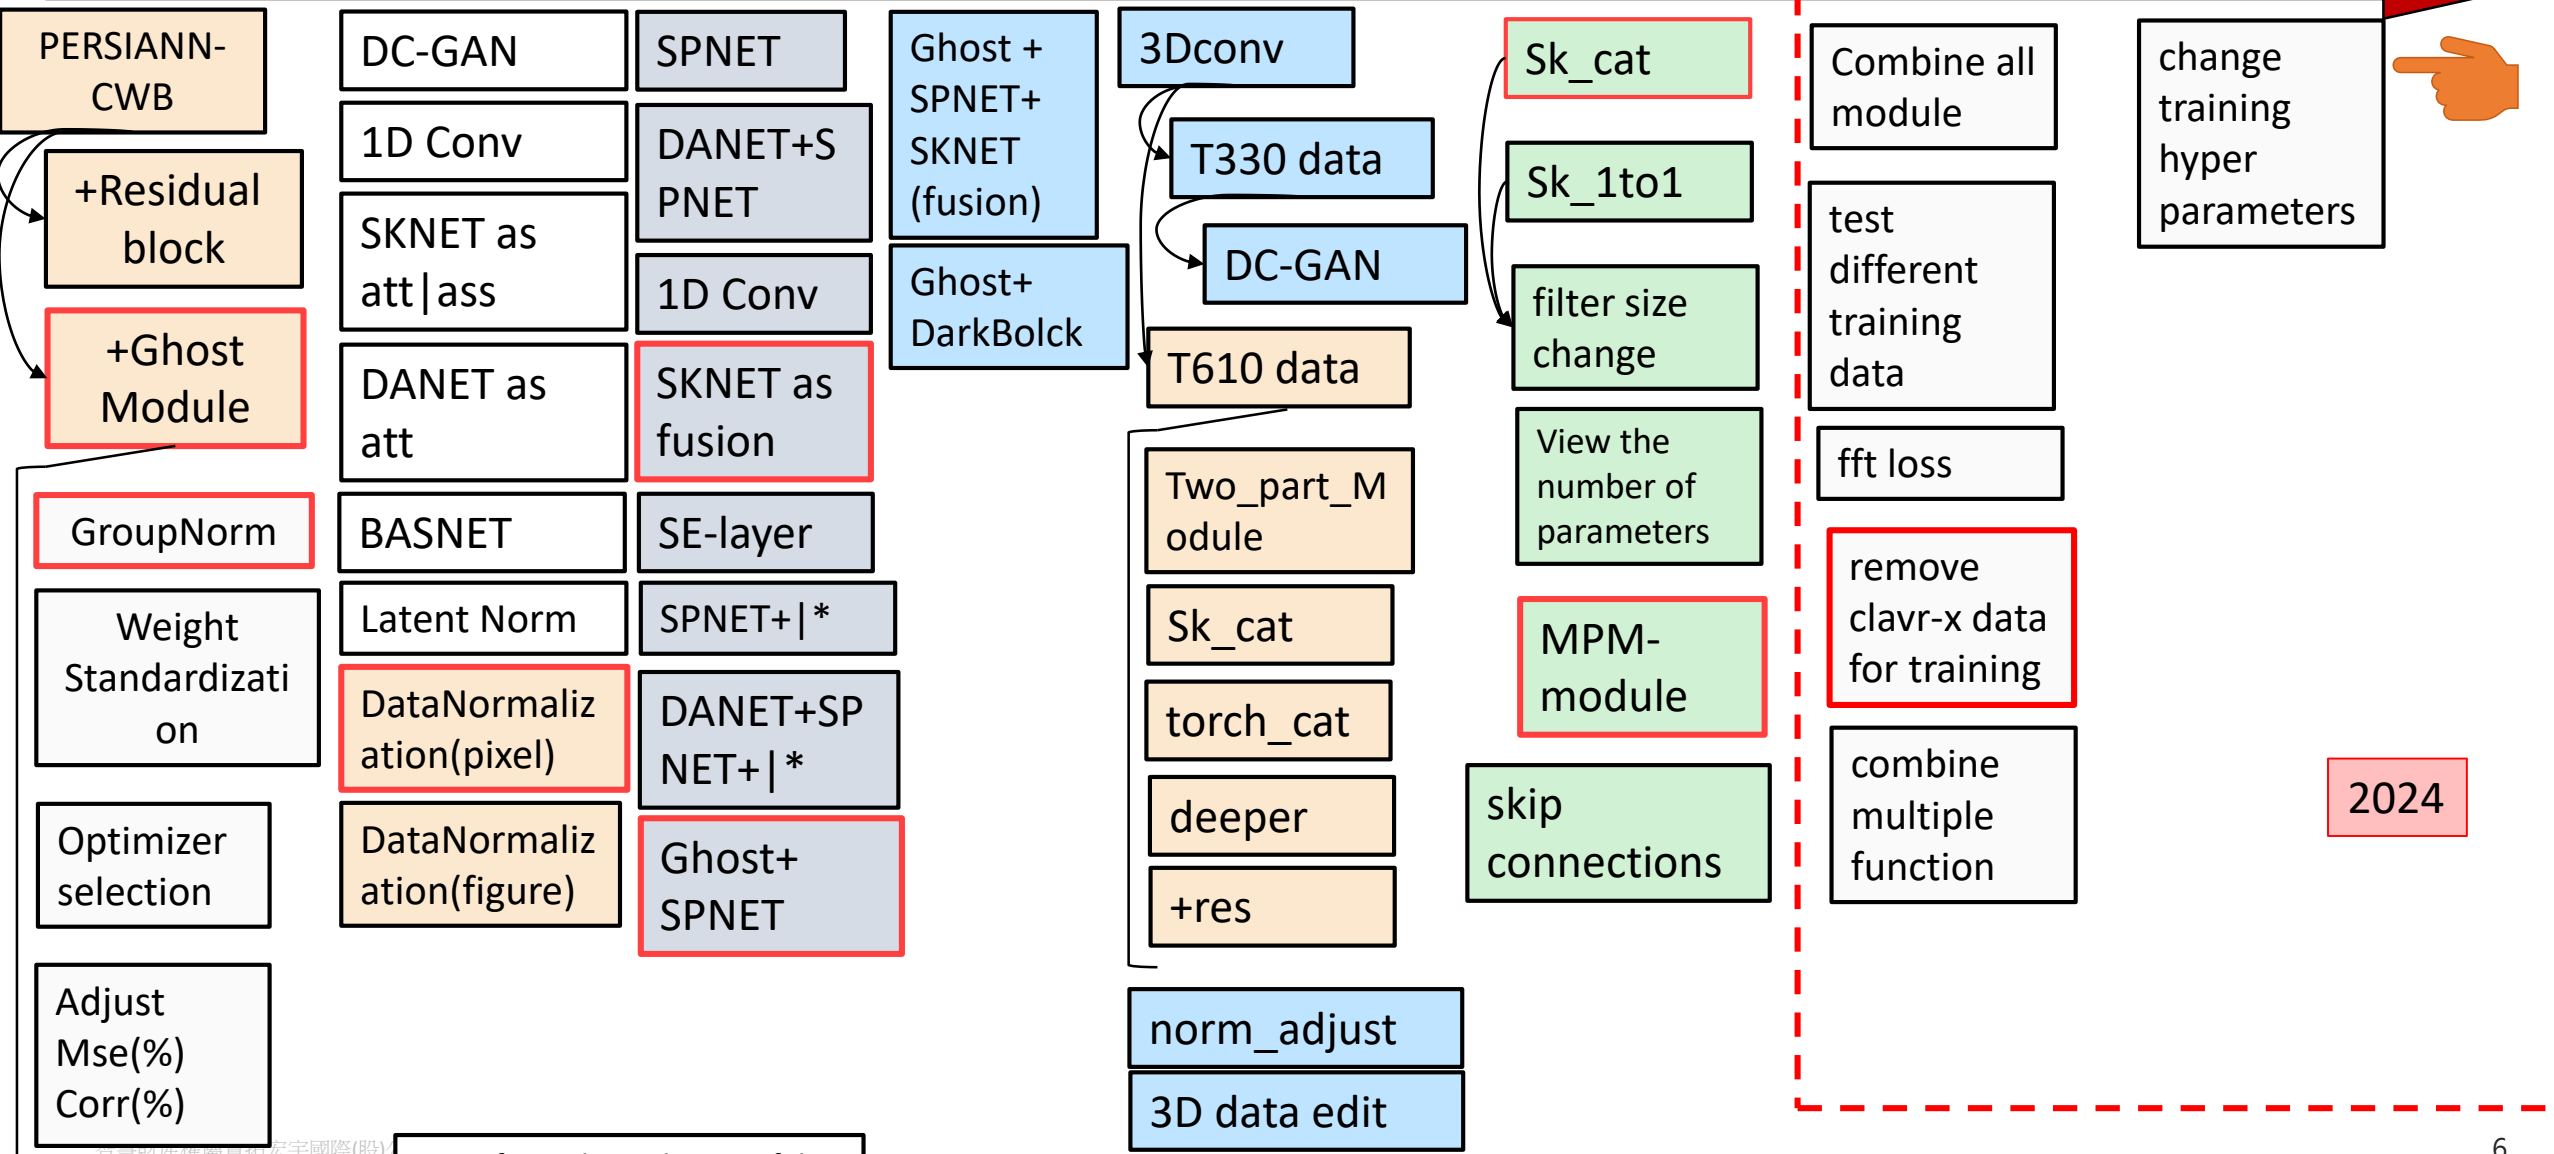 PERSIANN-
CWB
+Residual
block
+Ghost
Module
GroupNorm
Weight
Standardizati
on
Optimizer
selection
Adjust
Mse(%)
Corr(%)
DC-GAN
1D Conv
SKNET as
att|ass
DANET as
att
BASNET
Latent Norm
DataNormaliz
ation(pixel)
DataNormaliz
ation(figure)
SPNET
DANET+S
PNET
1D Conv
SKNET as
fusion
SE-layer
SPNET+|*
DANET+SP
NET+|*
Ghost+
SPNET
Ghost +
SPNET+
SKNET
(fusion)
Ghost+
DarkBolck
3Dconv
T330 data
DC-GAN
T610 data
Two_part_M
odule
Sk_cat
torch_cat
deeper
+res
norm_adjust
3D data edit
Sk_cat
Sk_1to1
filter size
change
View the
number of
parameters
MPM-
module
skip
connections
Combine all
module
test
different
training
data
fft loss
remove
clavr-x data
for training
combine
multiple
function
change
training
hyper
parameters
2024
6